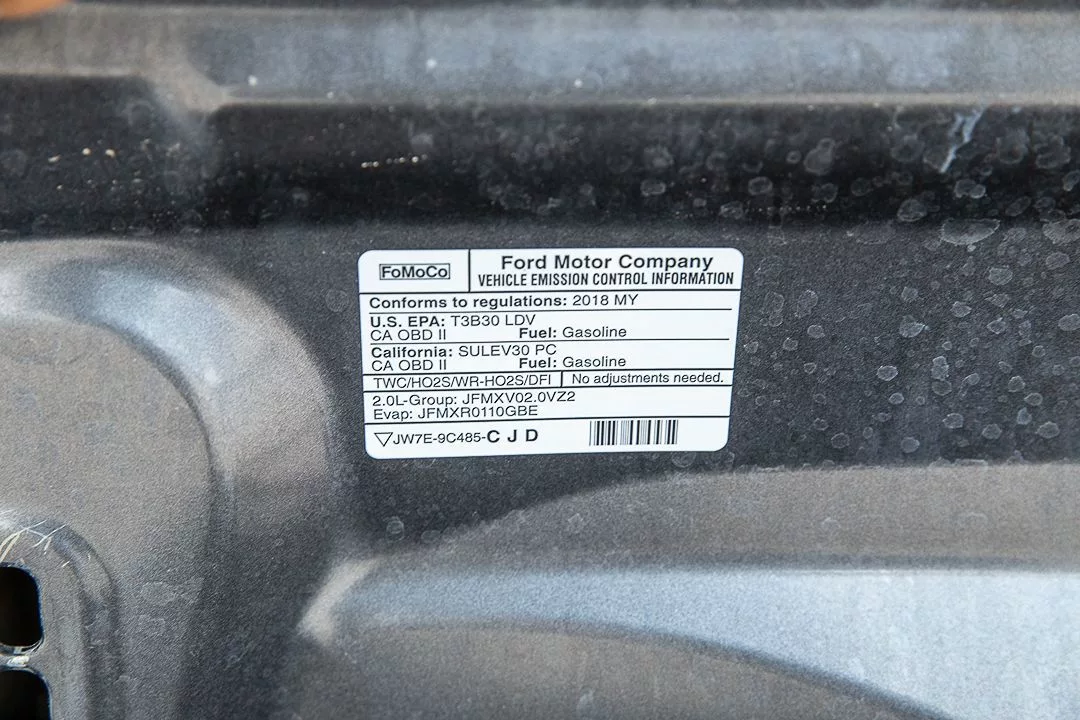 FoMoCo
Ford Motor Company
VEHICLE EMISSION CONTROL INFORMATION
Conforms to regulations: 2018 MY
U.S. EPA: T3B30 LDV
CA OBD II Fuel: Gasoline
California: SULEV30 PC
CA OBD II Fuel: Gasoline
TWC/HO2S/WR-HO2S/DFI No adjustments needed.
2.0L-Group: JFMXV02.0VZ2
Evap: JFMXR0110GBE
JW7E-9C485-C J D